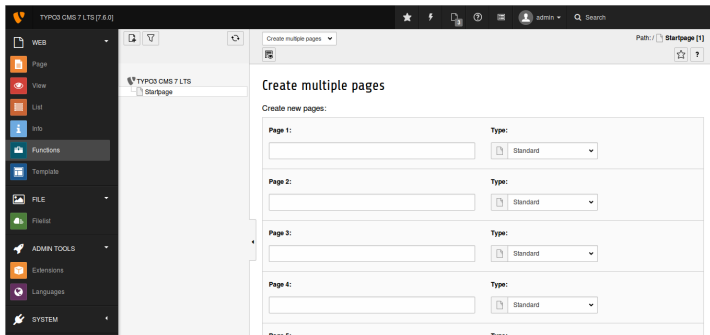 TYPO3 CMS 7 LTS [7.6.0]
admin
Search
WEB
Page
View
List
Info
Functions
Template
FILE
Filelist
ADMIN TOOLS
Extensions
Languages
SYSTEM
TYPO3 CMS 7 LTS
Startpage
Create multiple pages
Path: / Startpage [1]
Create multiple pages
Create new pages:
Page 1: Type:
Standard
Page 2: Type:
Standard
Page 3: Type:
Standard
Page 4: Type:
Standard